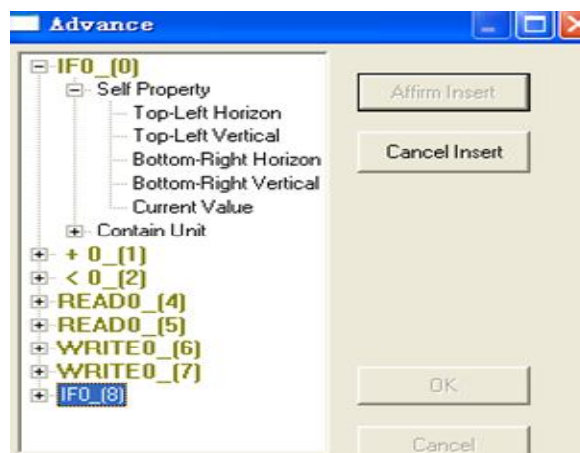 Advance
IF0_(0)
Self Property
Top-Left Horizon
Top-Left Vertical
Bottom-Right Horizon
Bottom-Right Vertical
Current Value
Contain Unit
+ 0_(1)
< 0_(2)
READ0_(4)
READ0_(5)
WRITE0_(6)
WRITE0_(7)
IF0_(8)
Affirm Insert
Cancel Insert
OK
Cancel